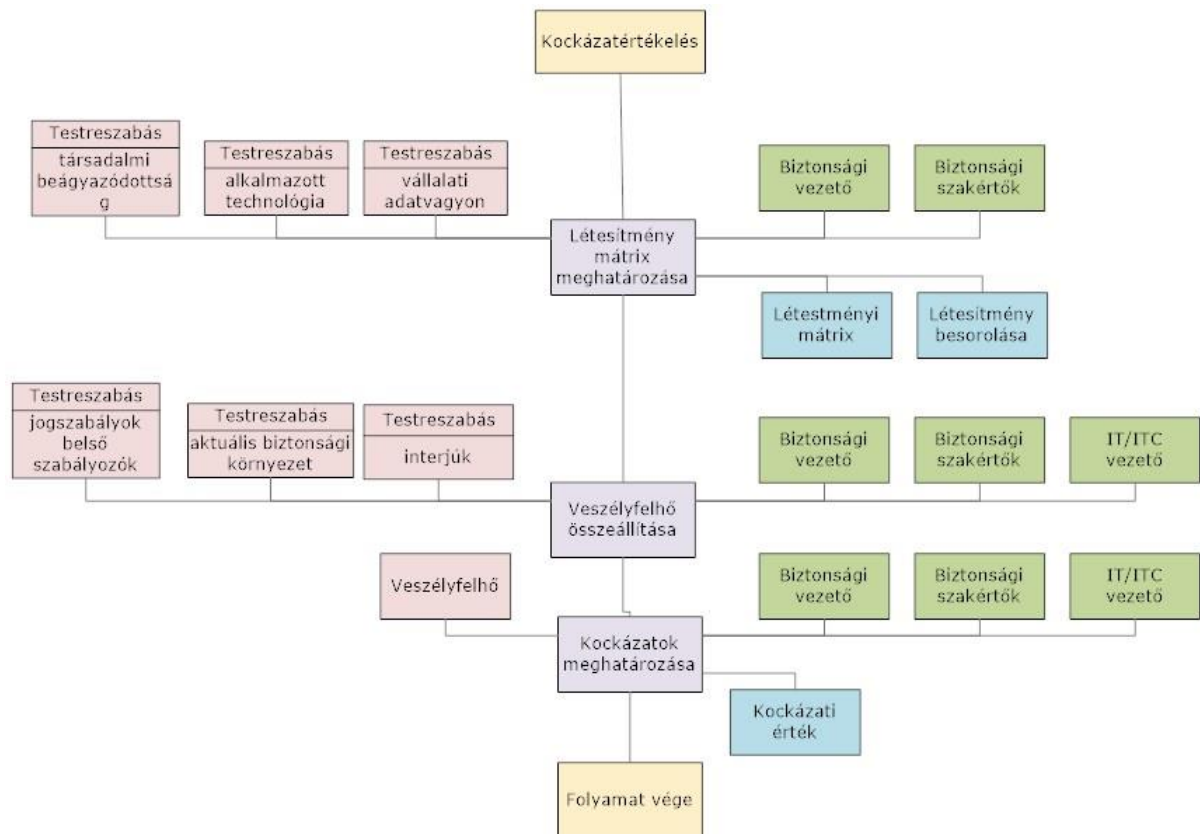 Kockázatértékelés
Testreszabás
társadalmi
beágyazódottsá
g
Testreszabás
alkalmazott
technológia
Testreszabás
vállalati
adatvagyon
Biztonsági
vezető
Biztonsági
szakértők
Létesítmény
mátrix
meghatározása
Létestményi
mátrix
Létesítmény
besorolása
Testreszabás
jogszabályok
belső
szabályozók
Testreszabás
aktuális biztonsági
környezet
Testreszabás
interjúk
Biztonsági
vezető
Biztonsági
szakértők
IT/ITC
vezető
Veszélyfelhő
összeállítása
Veszélyfelhő
Biztonsági
vezető
Biztonsági
szakértők
IT/ITC
vezető
Kockázatok
meghatározása
Kockázati
érték
Folyamat vége